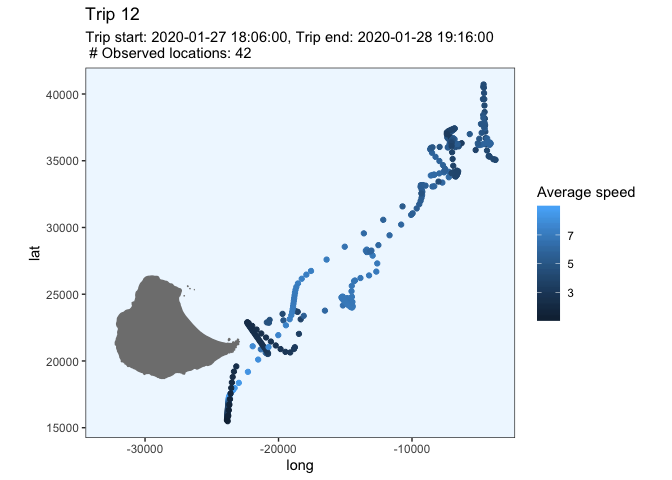 Trip 12
Trip start: 2020-01-27 18:06:00, Trip end: 2020-01-28 19:16:00
# Observed locations: 42
40000
35000
30000
25000
20000
15000
lat
-30000
-20000
-10000
long
Average speed
7
5
3